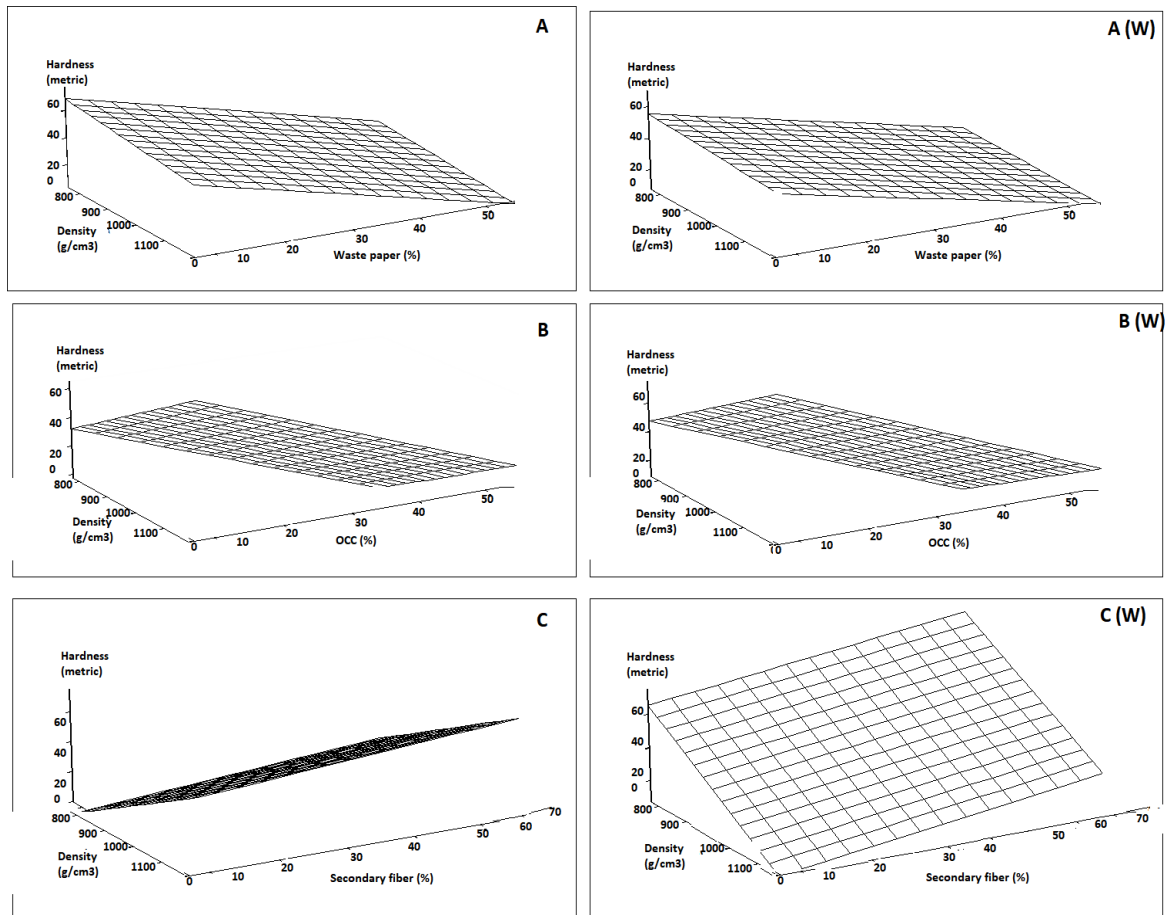 A
Hardness
(metric)
60
40
20
0
800
900
1000
1100
Density
(g/cm3)
0
10
20
30
40
50
Waste paper (%)
A (W)
Hardness
(metric)
60
40
20
0
800
900
1000
1100
Density
(g/cm3)
0
10
20
30
40
50
Waste paper (%)
B
Hardness
(metric)
60
40
20
0
800
900
1000
1100
Density
(g/cm3)
0
10
20
30
40
50
OCC (%)
B (W)
Hardness
(metric)
60
40
20
0
800
900
1000
1100
Density
(g/cm3)
0
10
20
30
40
50
OCC (%)
C
Hardness
(metric)
60
40
20
0
800
900
1000
1100
Density
(g/cm3)
0
10
20
30
40
50
60
70
Secondary fiber (%)
C (W)
Hardness
(metric)
60
40
20
0
800
900
1000
1100
Density
(g/cm3)
0
10
20
30
40
50
60
70
Secondary fiber (%)